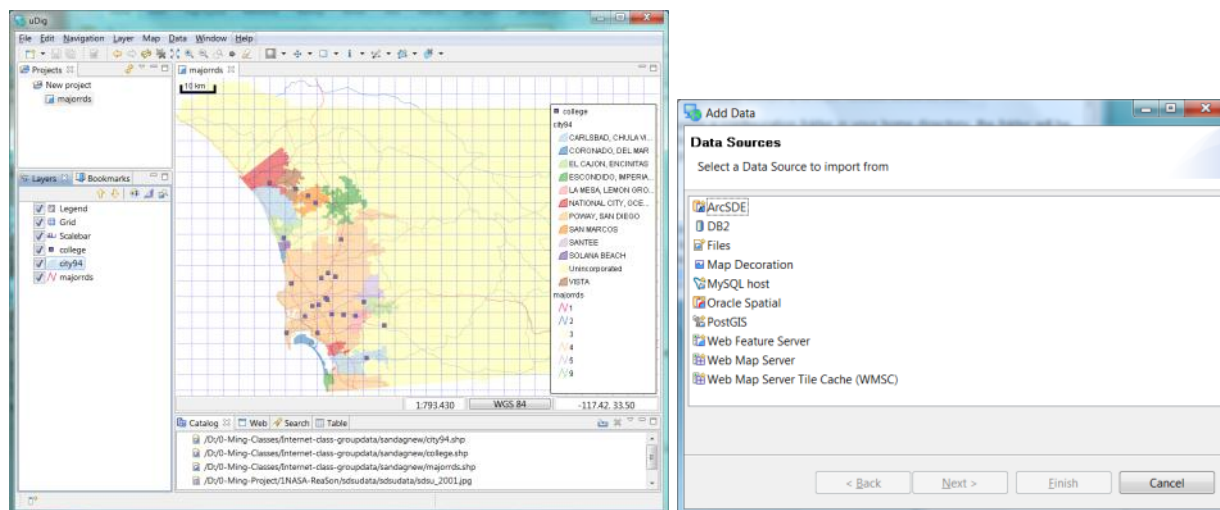 uDig
File Edit Navigation Layer Map Data Window Help
Projects
New project
majorrds
Layers Bookmarks
Legend
Grid
Scalebar
college
city94
majorrds
majorrds
10 km
college
city94
CARLSBAD, CHULA VI...
CORONADO, DEL MAR
EL CAJON, ENCINITAS
ESCONDIDO, IMPERIA...
LA MESA, LEMON GRO...
NATIONAL CITY, OCE...
POWAY, SAN DIEGO
SAN MARCOS
SANTEE
SOLANA BEACH
Unincorporated
VISTA
majorrds
1
2
3
4
5
9
1:793.430 WGS 84 -117.42, 33.50
Catalog Web Search Table
/D:/0-Ming-Classes/Internet-class-groupdata/sandagnew/city94.shp
/D:/0-Ming-Classes/Internet-class-groupdata/sandagnew/college.shp
/D:/0-Ming-Classes/Internet-class-groupdata/sandagnew/majorrds.shp
/D:/0-Ming-Project/1NASA-ReaSon/sdsudata/sdsudata/sdsu_2001.jpg
Add Data
Data Sources
Select a Data Source to import from
ArcSDE
DB2
Files
Map Decoration
MySQL host
Oracle Spatial
PostGIS
Web Feature Server
Web Map Server
Web Map Server Tile Cache (WMSC)
< Back Next > Finish Cancel